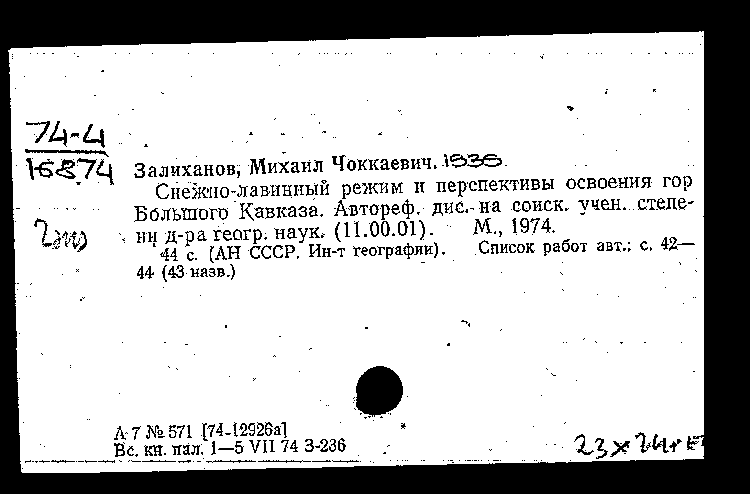 74-4
16874
Залиханов, Михаил Чоккаевич. 1939
Снежно-лавинный режим и перспективы освоения гор
Большого Кавказа. Автореф. дис. на соиск. учен. степе-
ни д-ра геогр. наук. (11.00.01). М., 1974.
44 с. (АН СССР. Ин-т географии). Список работ авт.: с. 42—
44 (43 назв.)
А 7 № 571 [74-12926а]
Вс. кн. пал. 1—5 VII 74 З-236